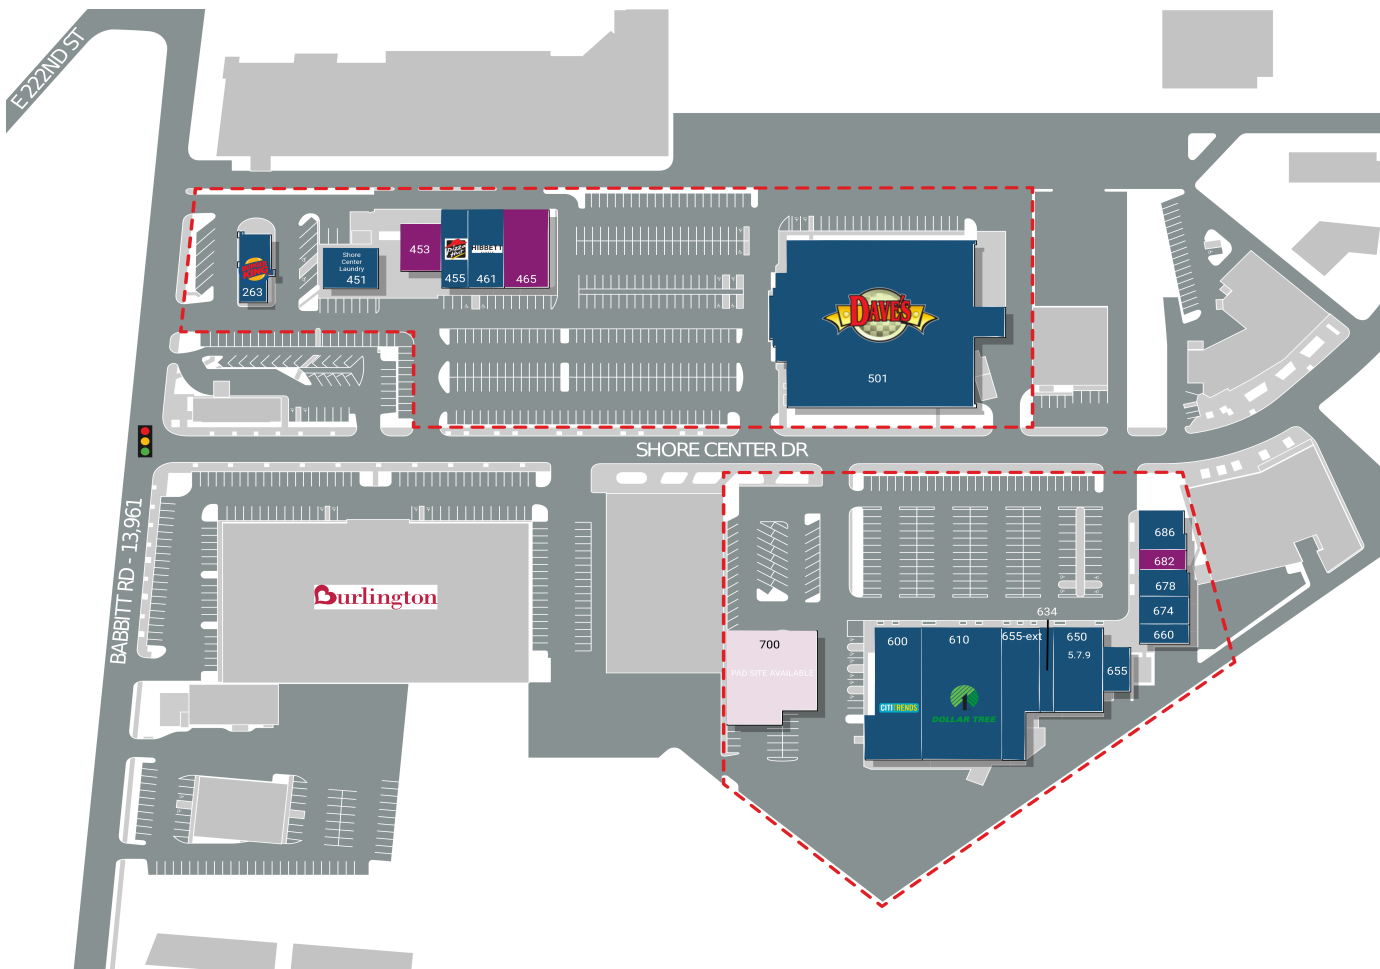 E 222ND ST
BURGER KING
263
Shore
Center
Laundry
451
453
Pizza
Hut
455
HIBBETT
461
465
DAVE'S
501
SHORE CENTER DR
BABBITT RD - 13,961
Burlington
700
PAD SITE AVAILABLE
634
600
610
655-ext
650
5.7.9
655
CITI TRENDS
DOLLAR TREE
686
682
678
674
660